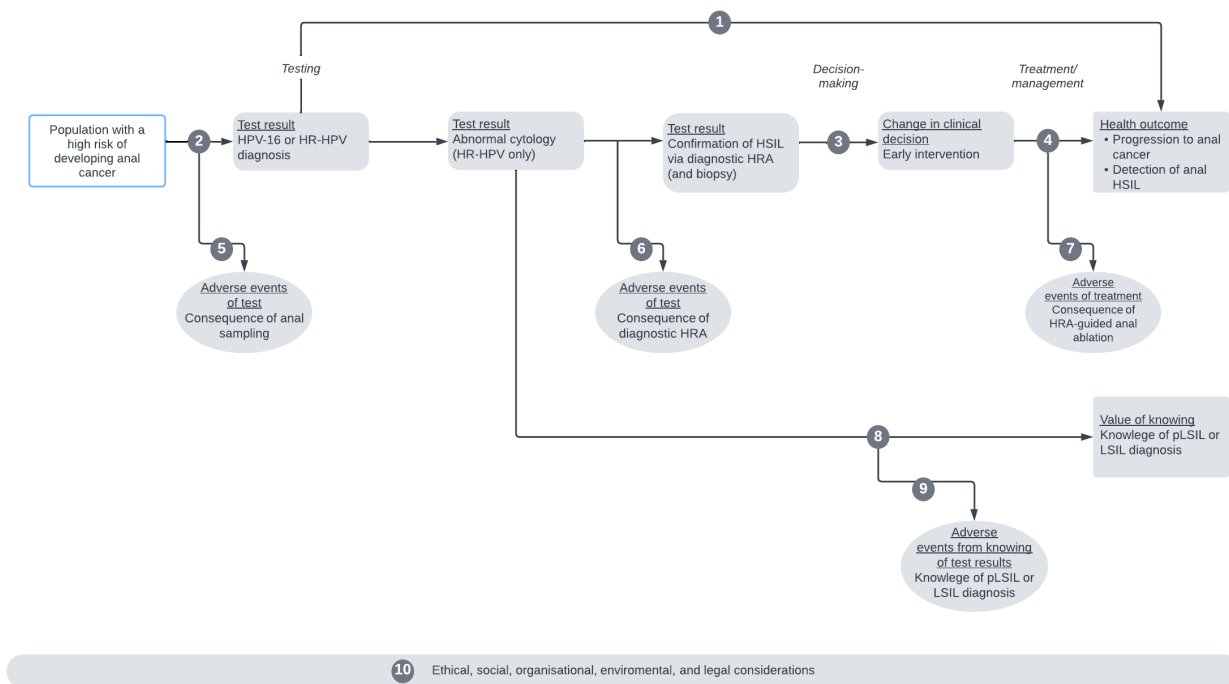 1
Testing
Decision-
making
Treatment/
management
Population with a
high risk of
developing anal
cancer
2
Test result
HPV-16 or HR-HPV
diagnosis
Test result
Abnormal cytology
(HR-HPV only)
Test result
Confirmation of HSIL
via diagnostic HRA
(and biopsy)
3
Change in clinical
decision
Early intervention
4
Health outcome
• Progression to anal
cancer
• Detection of anal
HSIL
5
Adverse events
of test
Consequence of anal
sampling
6
Adverse events
of test
Consequence of
diagnostic HRA
7
Adverse
events of treatment
Consequence of
HRA-guided anal
ablation
8
Value of knowing
Knowlege of pLSIL or
LSIL diagnosis
9
Adverse
events from knowing
of test results
Knowlege of pLSIL or
LSIL diagnosis
10
Ethical, social, organisational, enviromental, and legal considerations